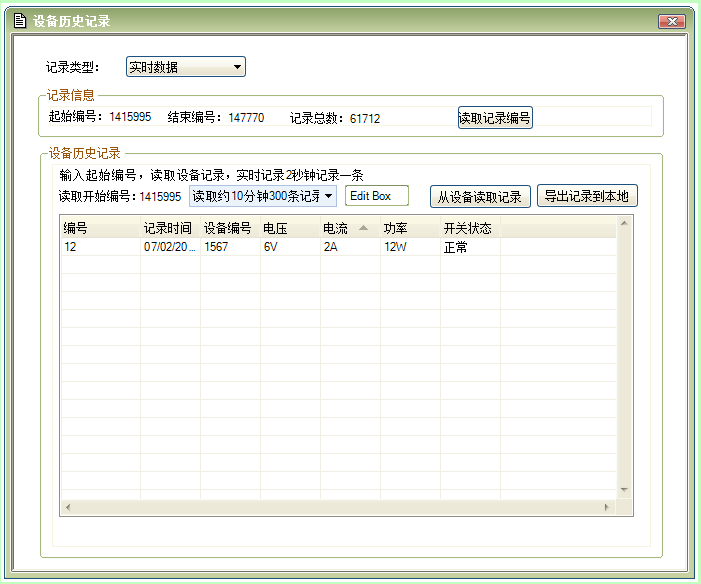 设备历史记录
记录类型： 实时数据
记录信息
起始编号：1415995 结束编号：147770 记录总数：61712 读取记录编号
设备历史记录
输入起始编号，读取设备记录，实时记录2秒钟记录一条
读取开始编号：1415995 读取约10分钟300条记录 Edit Box 从设备读取记录 导出记录到本地
编号 记录时间 设备编号 电压 电流 功率 开关状态
12 07/02/20... 1567 6V 2A 12W 正常